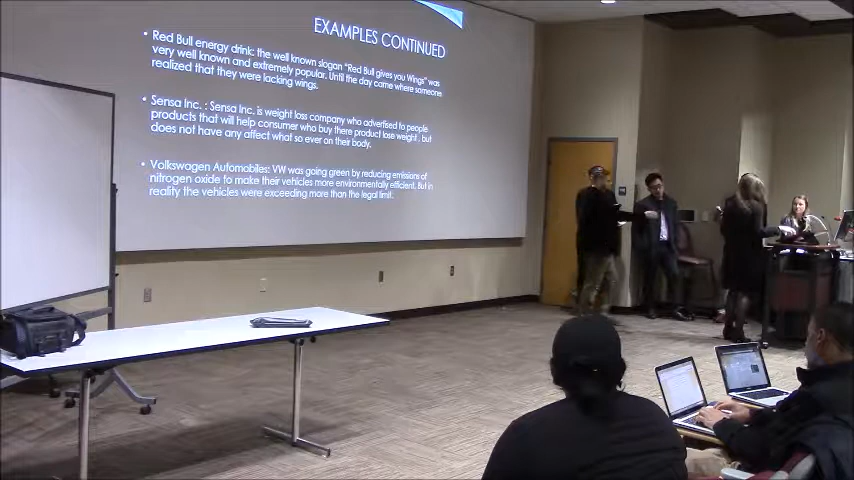 EXAMPLES CONTINUED
• Red Bull energy drink: the well known slogan "Red Bull gives you Wings" was
very well known and extremely popular. Until the day came where someone
realized that they were lacking wings.
• Sensa Inc. : Sensa Inc. is weight loss company who advertised to people
products that will help consumer who buy there product lose weight, but
does not have any affect what so ever on their body.
• Volkswagen Automobiles: VW was going green by reducing emissions of
nitrogen oxide to make their vehicles more environmental efficient. But in
reality the vehicles were exceeding more than the legal limit.